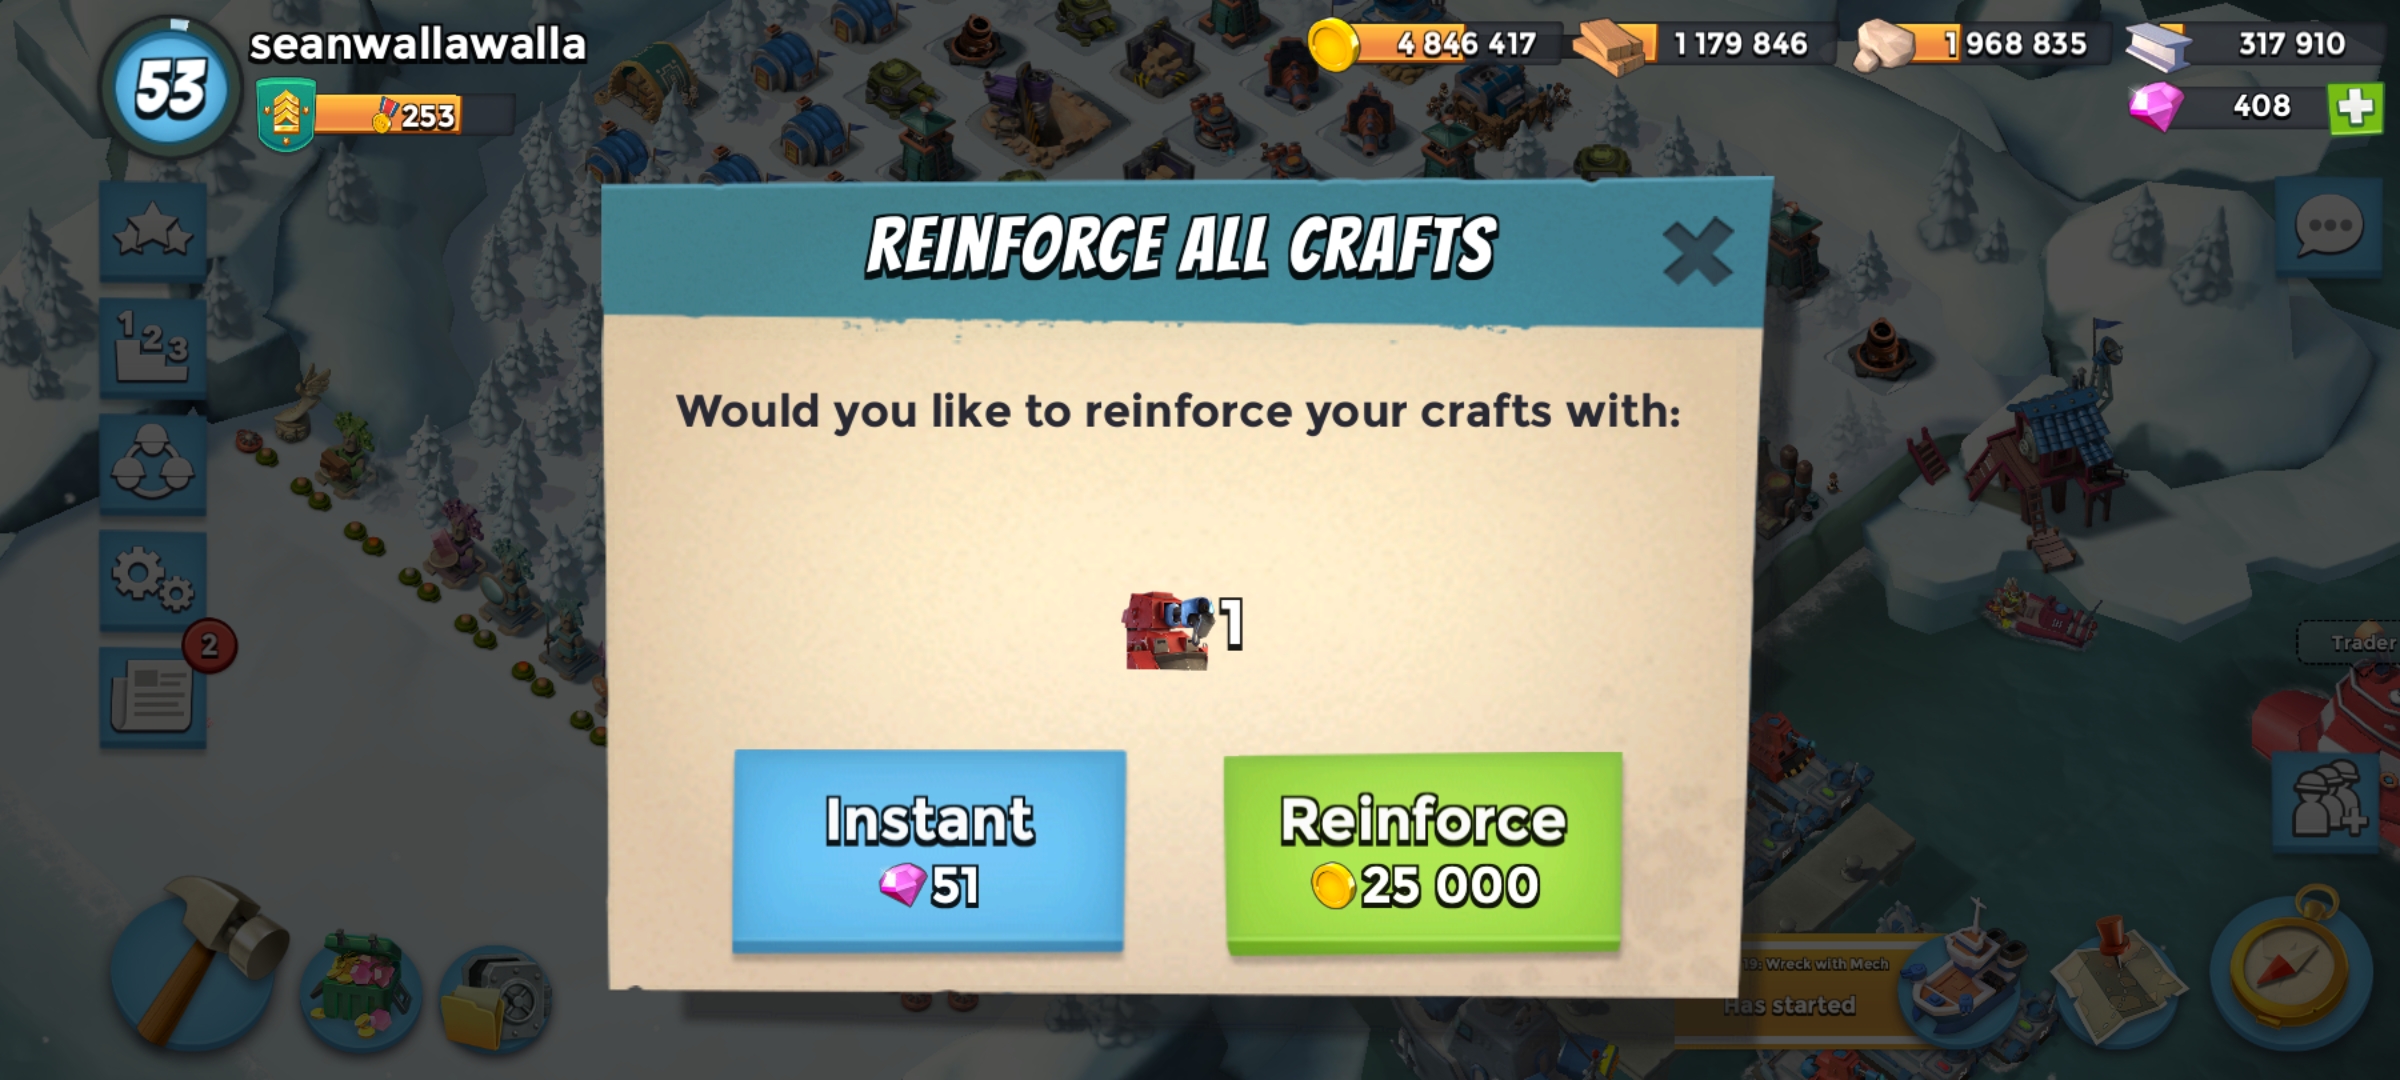 53
seanwallawalla
253
4 846 417
1 179 846
1 968 835
317 910
408
REINFORCE ALL CRAFTS
Would you like to reinforce your crafts with:
1
Instant
51
Reinforce
25 000
1 2 3
2
Trader
19: Wreck with Mech
Has started